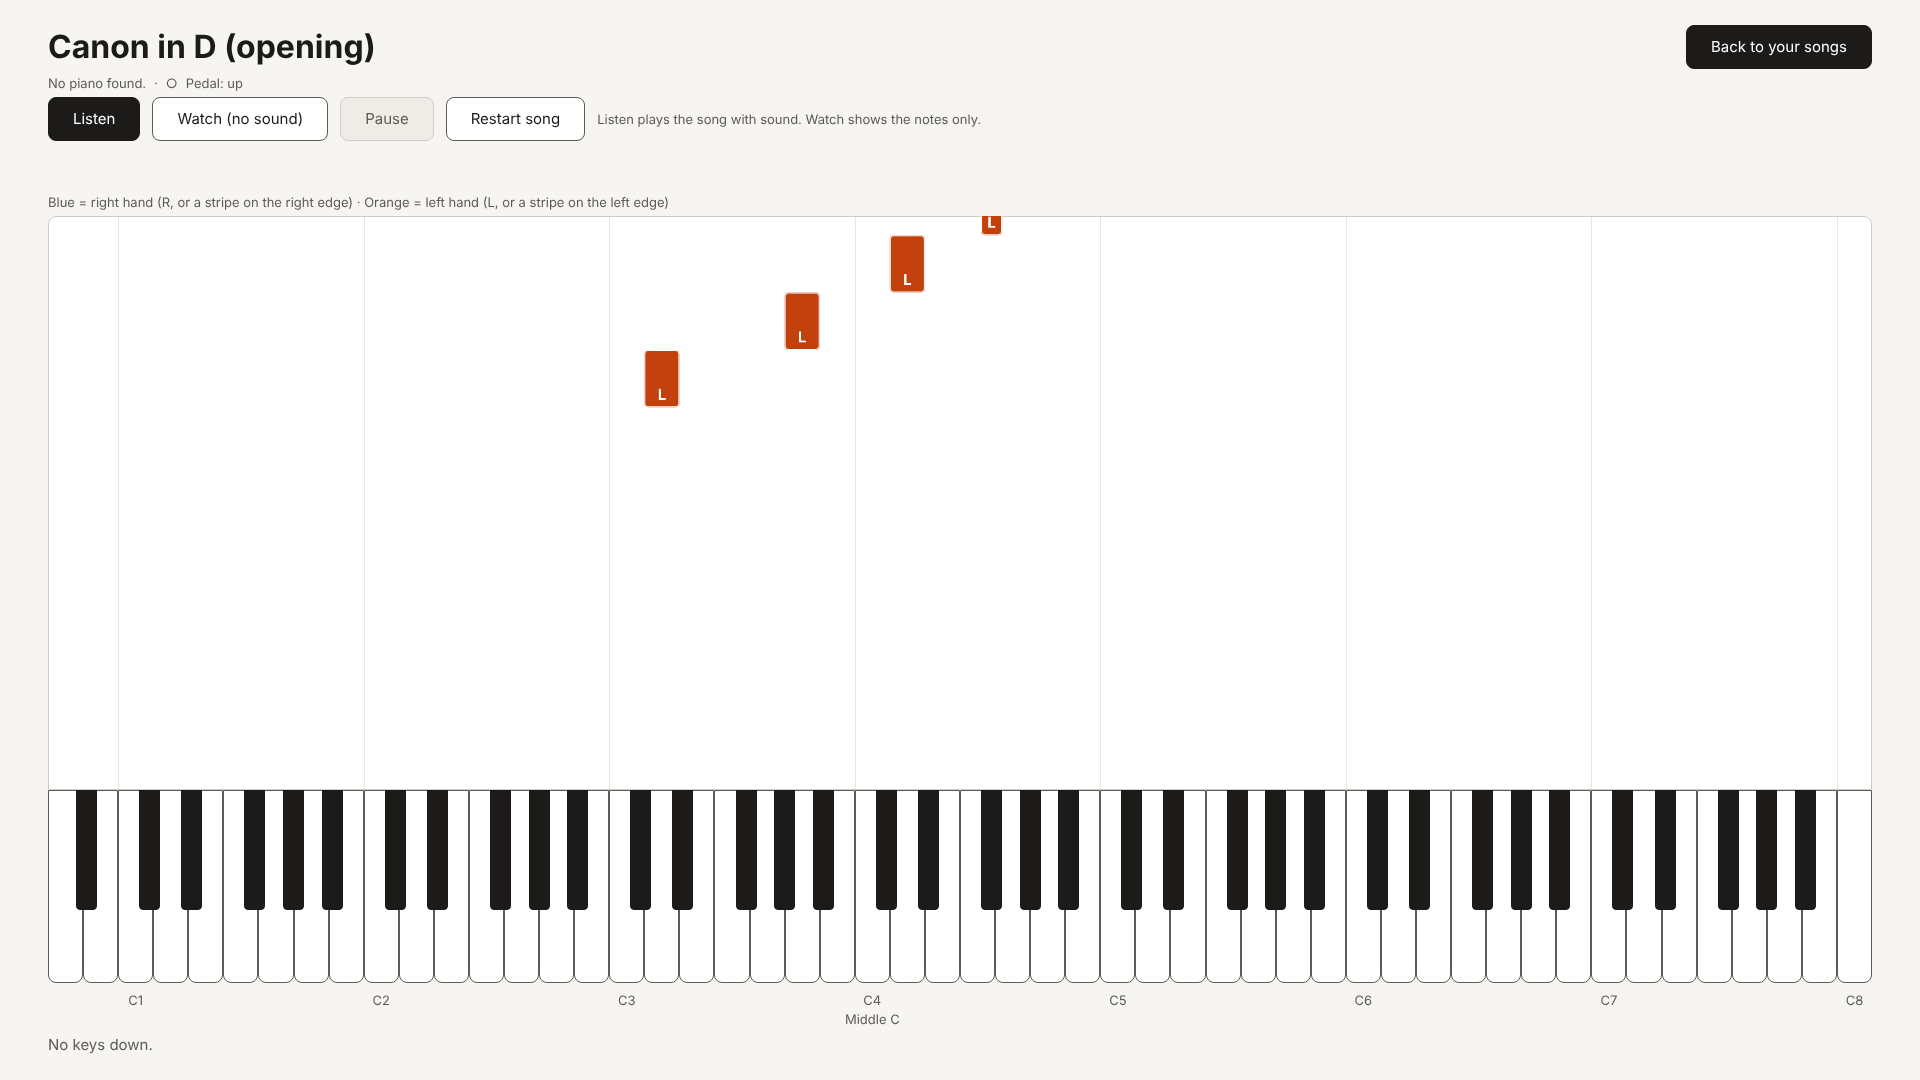 Canon in D (opening)
Back to your songs
No piano found. · Pedal: up
Listen
Watch (no sound)
Pause
Restart song
Listen plays the song with sound. Watch shows the notes only.
Blue = right hand (R, or a stripe on the right edge) · Orange = left hand (L, or a stripe on the left edge)
L
L
L
L
C1 C2 C3 C4 C5 C6 C7 C8
Middle C
No keys down.